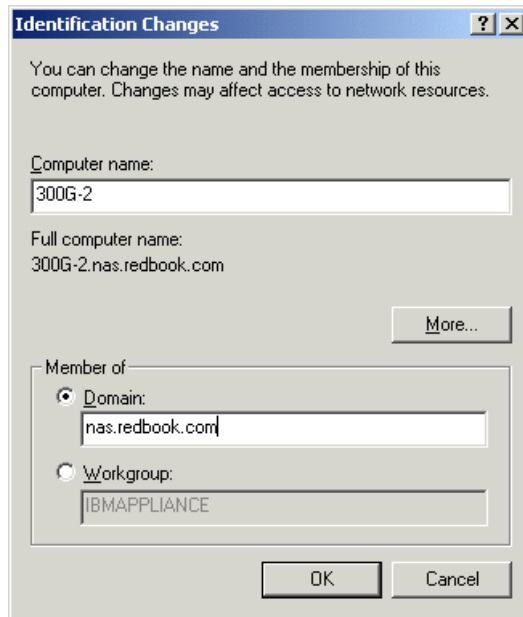 Identification Changes
You can change the name and the membership of this
computer. Changes may affect access to network resources.
Computer name:
300G-2
Full computer name:
300G-2.nas.redbook.com
More...
Member of
Domain:
nas.redbook.com
Workgroup:
IBMAPPLIANCE
OK Cancel